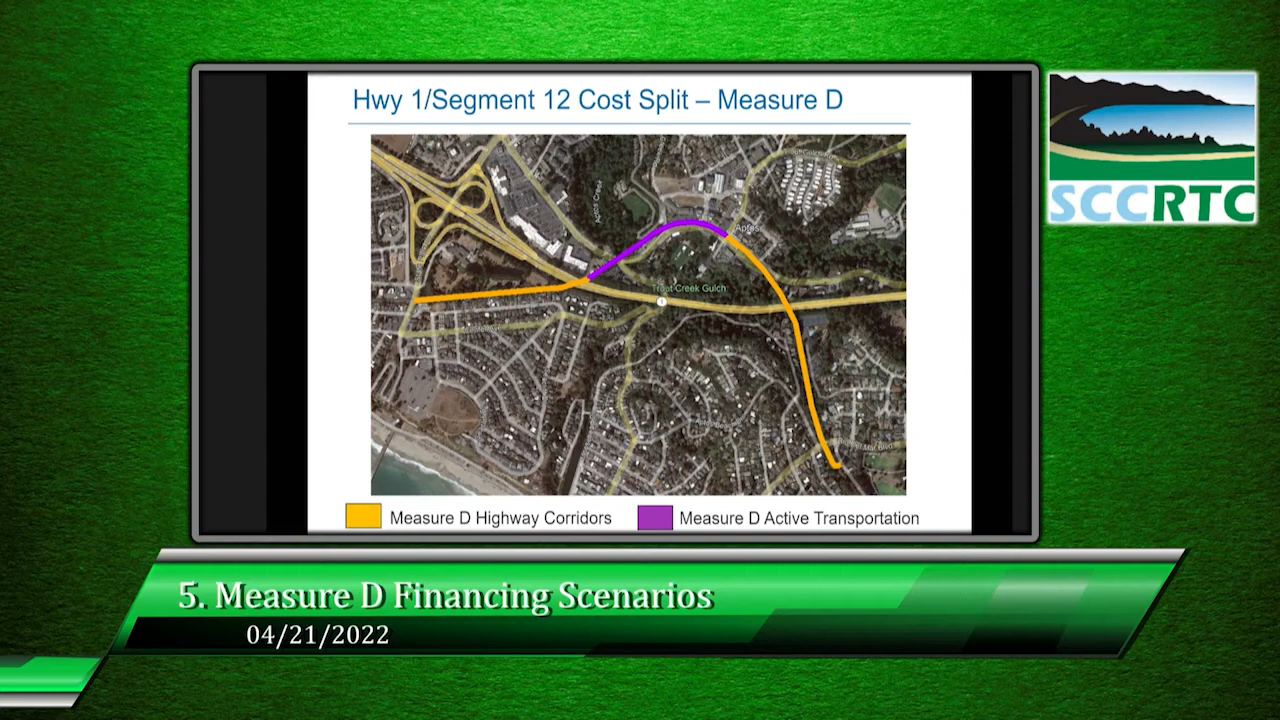 Hwy 1/Segment 12 Cost Split – Measure D
SCCRTC
Aptos Creek
Aptos
Trout Creek Gulch
1
Measure D Highway Corridors
Measure D Active Transportation
5. Measure D Financing Scenarios
04/21/2022